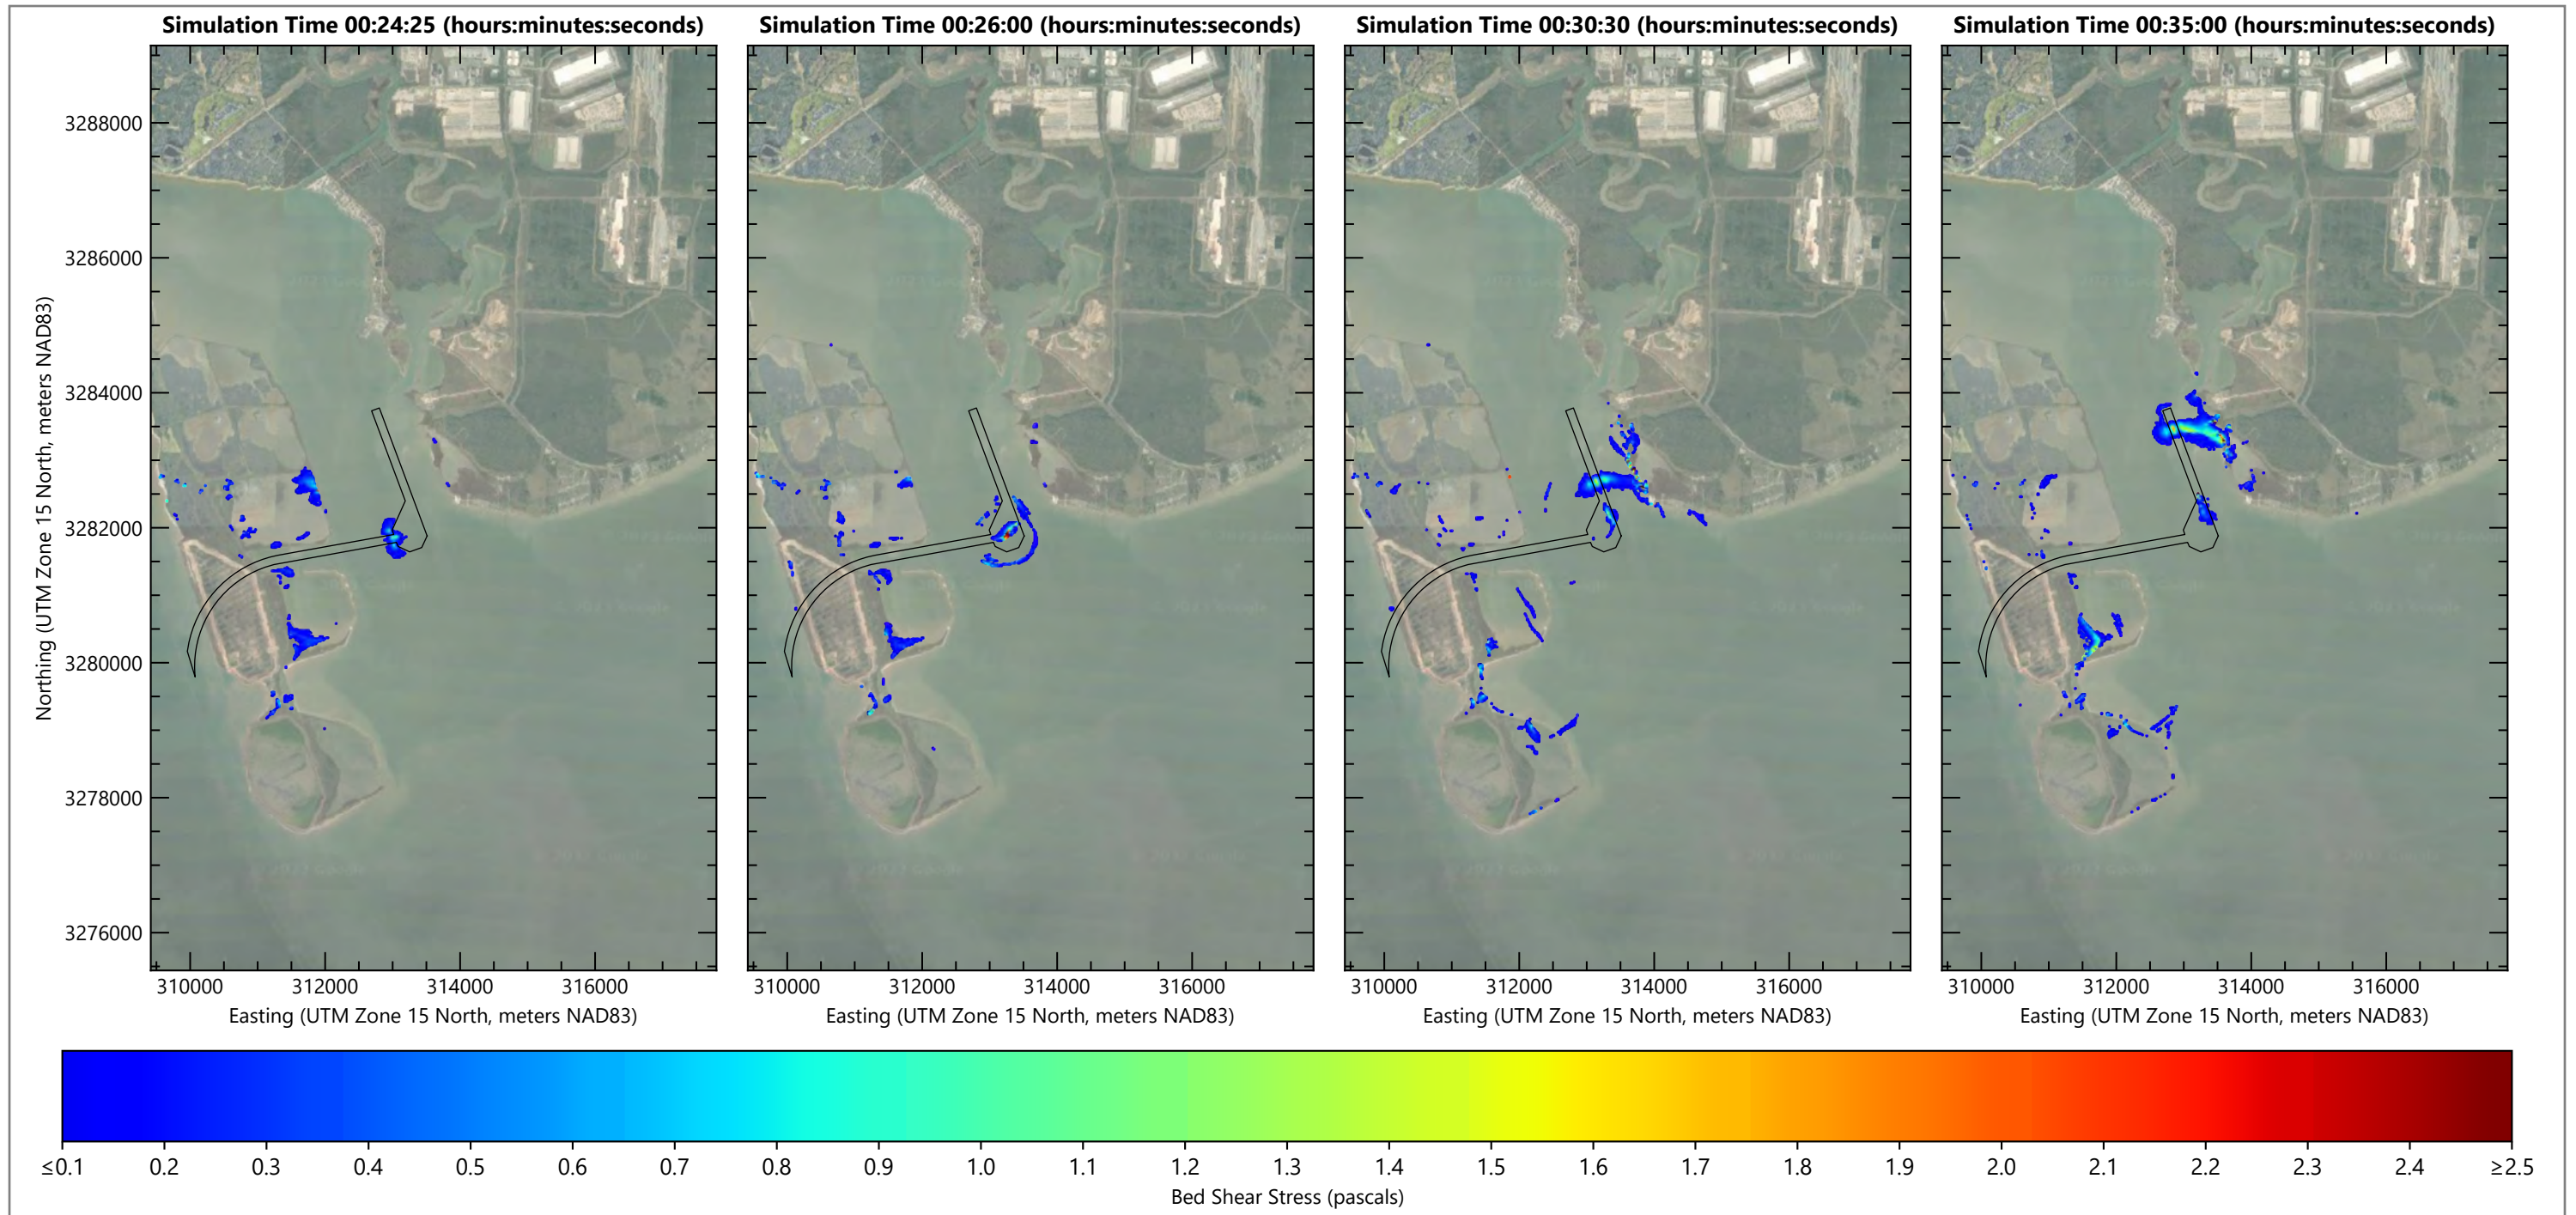 Simulation Time 00:24:25 (hours:minutes:seconds)
Simulation Time 00:26:00 (hours:minutes:seconds)
Simulation Time 00:30:30 (hours:minutes:seconds)
Simulation Time 00:35:00 (hours:minutes:seconds)
Northing (UTM Zone 15 North, meters NAD83)
3288000
3286000
3284000
3282000
3280000
3278000
3276000
310000 312000 314000 316000
310000 312000 314000 316000
310000 312000 314000 316000
310000 312000 314000 316000
Easting (UTM Zone 15 North, meters NAD83)
Easting (UTM Zone 15 North, meters NAD83)
Easting (UTM Zone 15 North, meters NAD83)
Easting (UTM Zone 15 North, meters NAD83)
≤0.1 0.2 0.3 0.4 0.5 0.6 0.7 0.8 0.9 1.0 1.1 1.2 1.3 1.4 1.5 1.6 1.7 1.8 1.9 2.0 2.1 2.2 2.3 2.4 ≥2.5
Bed Shear Stress (pascals)